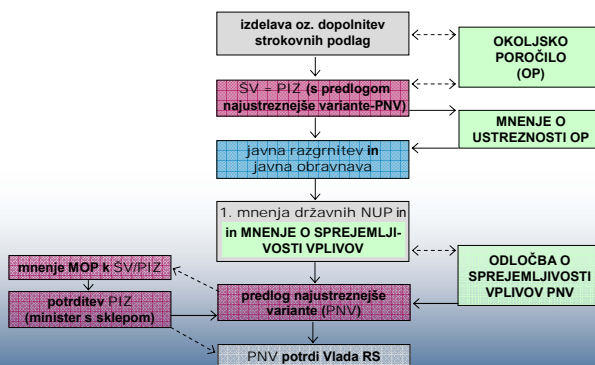 izdelava oz. dopolnitev
strokovnih podlag
OKOLJSKO
POROČILO
(OP)
ŠV = PIZ (s predlogom
najustreznejše variante-PNV)
MNENJE O
USTREZNOSTI OP
javna razgrnitev in
javna obravnava
1. mnenja državnih NUP in
in MNENJE O SPREJEMLJI-
VOSTI VPLIVOV
ODLOČBA O
SPREJEMLJIVOSTI
VPLIVOV PNV
mnenje MOP k ŠV/PIZ
potrditev PIZ
(minister s sklepom)
predlog najustreznejše
variante (PNV)
PNV potrdi Vlada RS